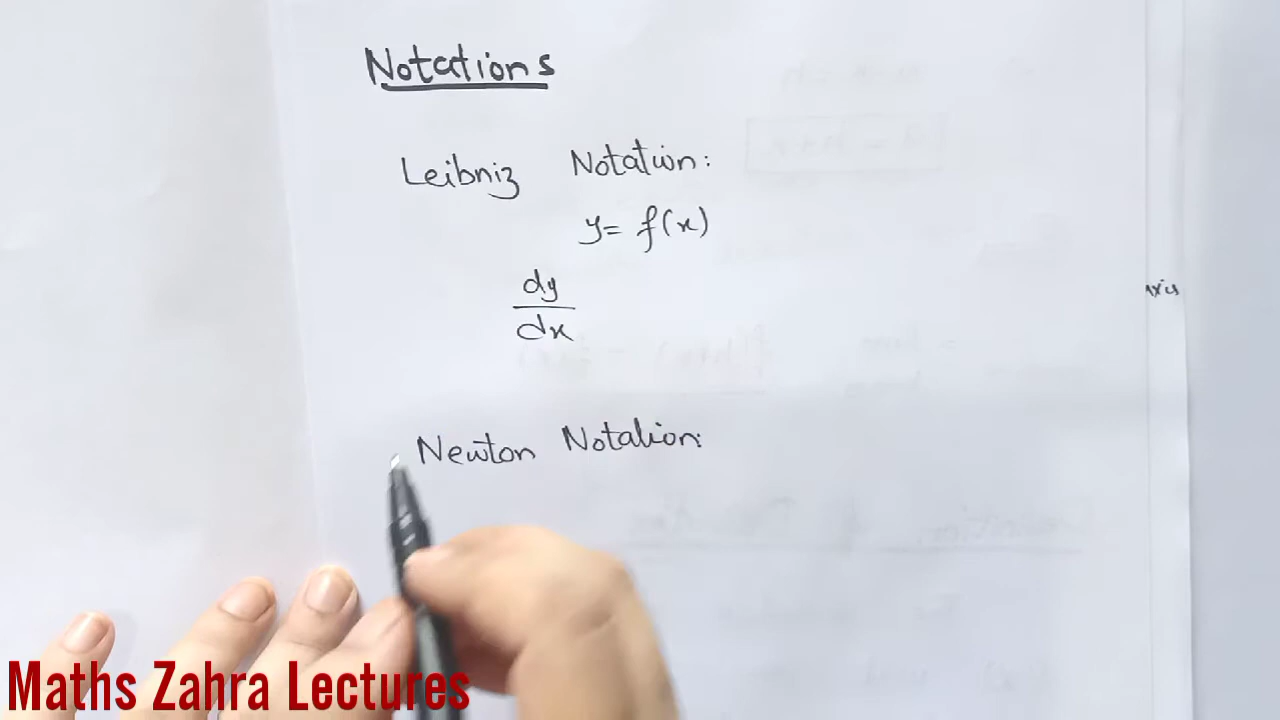 Notations
Leibniz Notation:
y = f(x)
dy
dx
Newton Notation:
Maths Zahra Lectures